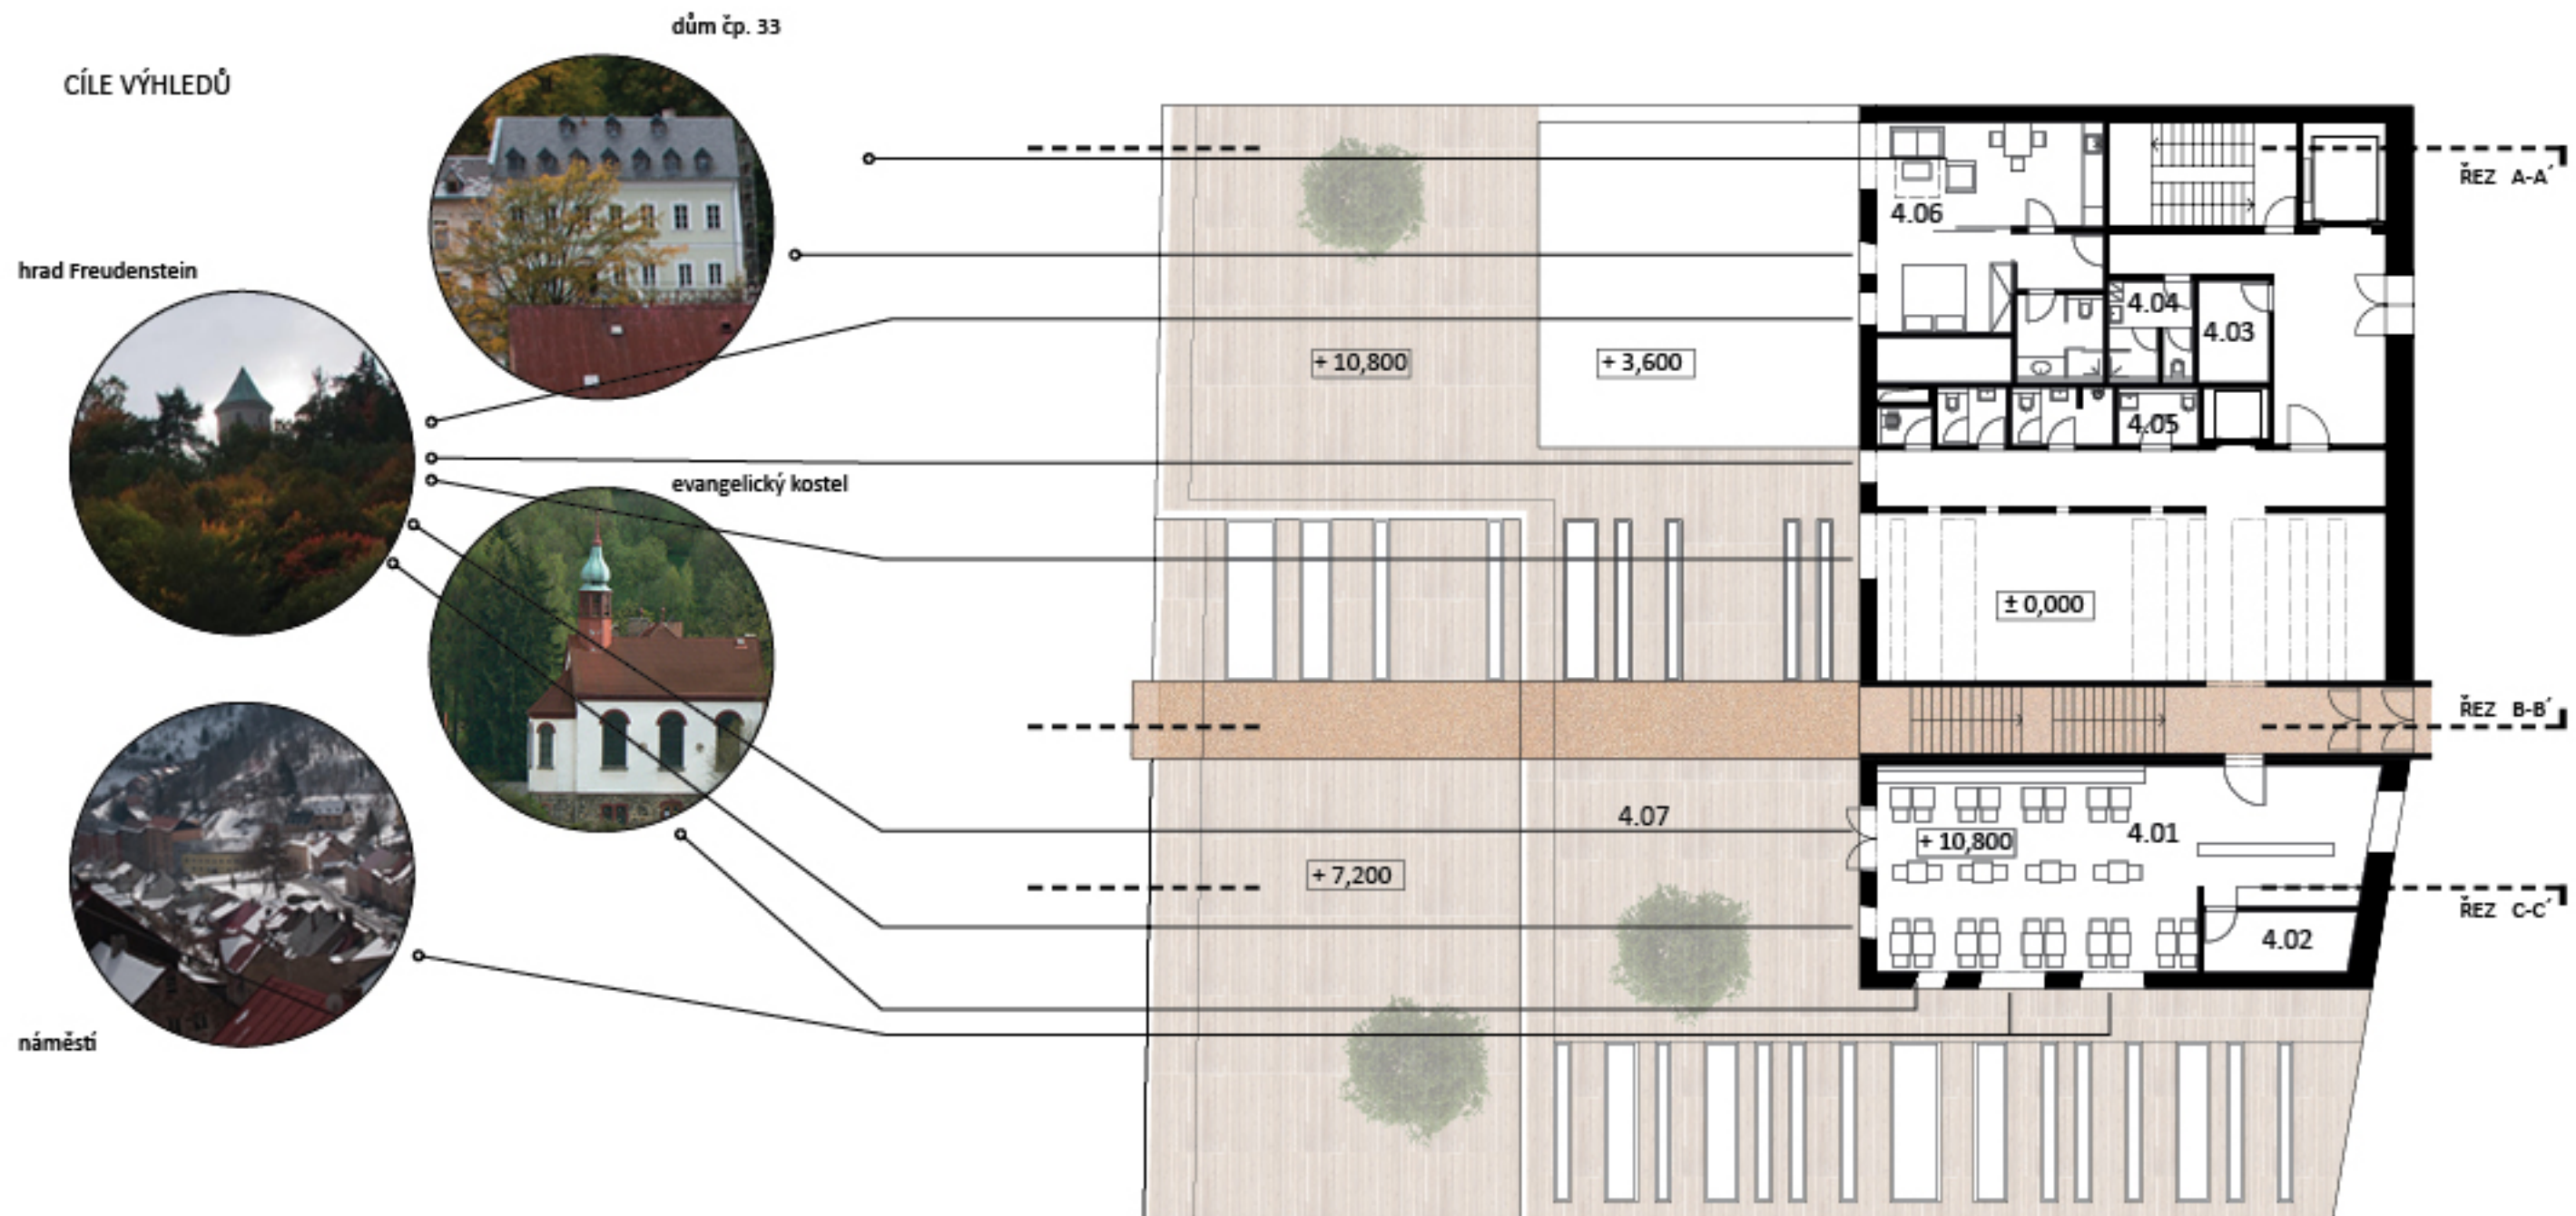 dům čp. 33
CÍLE VÝHLEDŮ
ŘEZ A-A´
4.06
hrad Freudenstein
4.04
4.03
+ 10,800
+ 3,600
4.05
evangelický kostel
± 0,000
ŘEZ B-B´
4.07
4.01
+ 10,800
+ 7,200
ŘEZ C-C´
4.02
náměstí